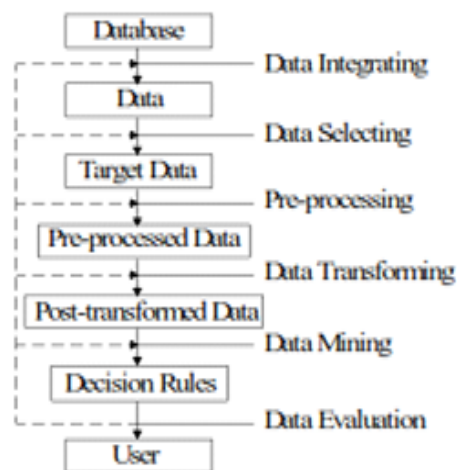 Database
Data Integrating
Data
Data Selecting
Target Data
Pre-processing
Pre-processed Data
Data Transforming
Post-transformed Data
Data Mining
Decision Rules
Data Evaluation
User